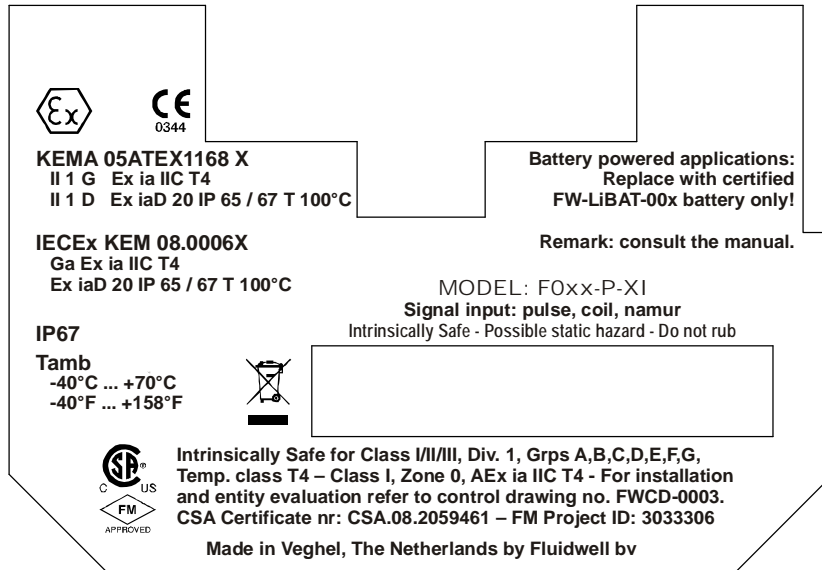 Ex
CE
0344
KEMA 05ATEX1168 X
II 1 G Ex ia IIC T4
II 1 D Ex iaD 20 IP 65 / 67 T 100°C
Battery powered applications:
Replace with certified
FW-LiBAT-00x battery only!
Remark: consult the manual.
IECEx KEM 08.0006X
Ga Ex ia IIC T4
Ex iaD 20 IP 65 / 67 T 100°C
MODEL: F0xx-P-XI
Signal input: pulse, coil, namur
Intrinsically Safe - Possible static hazard - Do not rub
IP67
Tamb
-40°C ... +70°C
-40°F ... +158°F
SA ®
C US
FM
APPROVED
Intrinsically Safe for Class I/II/III, Div. 1, Grps A,B,C,D,E,F,G,
Temp. class T4 – Class I, Zone 0, AEx ia IIC T4 - For installation
and entity evaluation refer to control drawing no. FWCD-0003.
CSA Certificate nr: CSA.08.2059461 – FM Project ID: 3033306
Made in Veghel, The Netherlands by Fluidwell bv